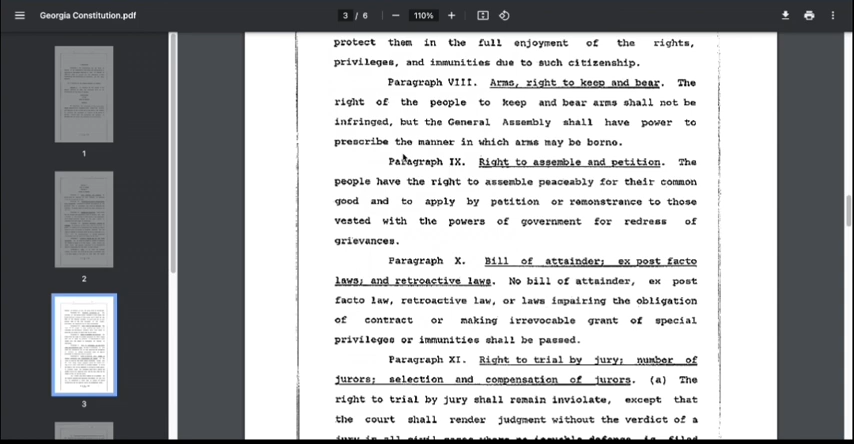 Georgia Constitution.pdf
3 / 6
110%
protect them in the full enjoyment of the rights,
privileges, and immunities due to such citizenship.
Paragraph VIII. Arms, right to keep and bear. The
right of the people to keep and bear arms shall not be
infringed, but the General Assembly shall have power to
prescribe the manner in which arms may be borno.
Paragraph IX. Right to assemble and petition. The
people have the right to assemble peaceably for their common
good and to apply by petition or remonstrance to those
vested with the powers of government for redress of
grievances.
Paragraph X. Bill of attainder; ex post facto
laws; and retroactive laws. No bill of attainder, ex post
facto law, retroactive law, or laws impairing the obligation
of contract or making irrevocable grant of special
privileges or immunities shall be passed.
Paragraph XI. Right to trial by jury; number of
jurors; selection and compensation of jurors. (a) The
right to trial by jury shall remain inviolate, except that
the court shall render judgment without the verdict of a
1
2
3